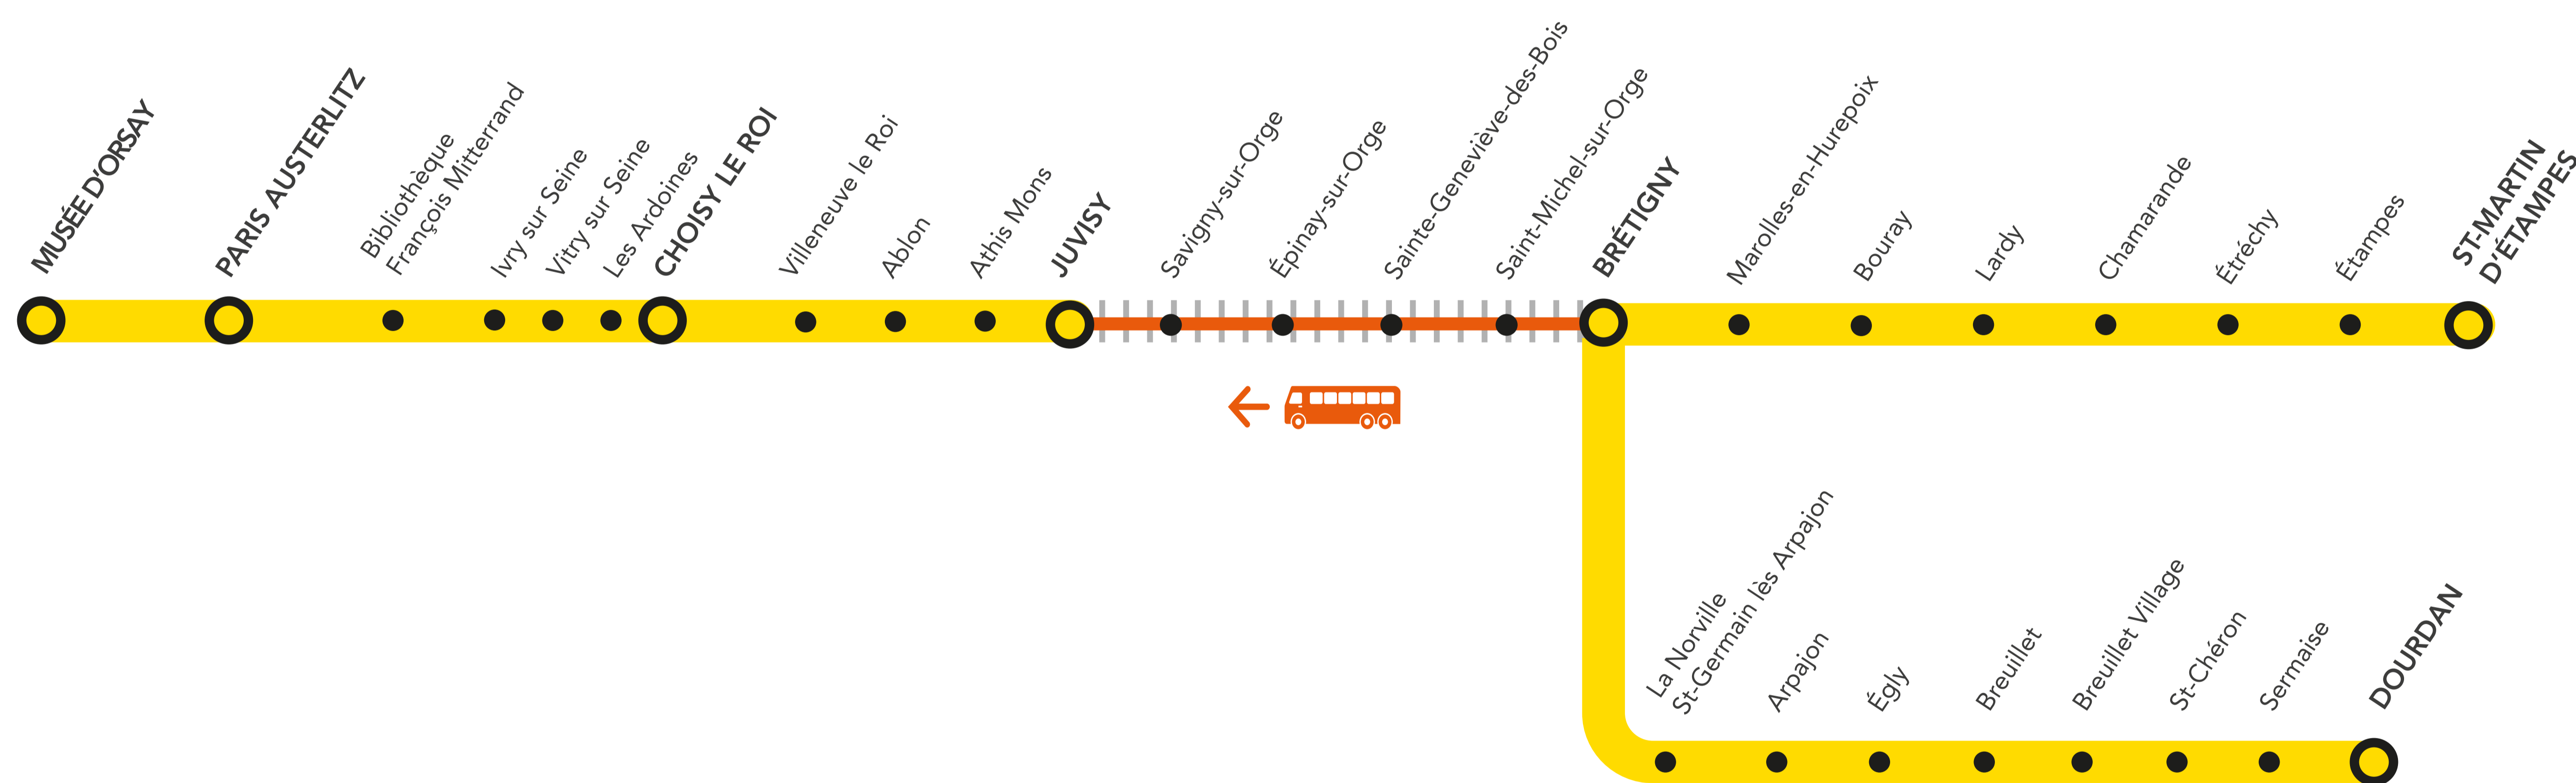 MUSÉE D'ORSAY
PARIS AUSTERLITZ
Bibliothèque
François Mitterrand
Ivry sur Seine
Vitry sur Seine
Les Ardoines
CHOISY LE ROI
Villeneuve le Roi
Ablon
Athis Mons
JUVISY
Savigny-sur-Orge
Épinay-sur-Orge
Sainte-Geneviève-des-Bois
Saint-Michel-sur-Orge
BRÉTIGNY
Marolles-en-Hurepoix
Bouray
Lardy
Chamarande
Étréchy
Étampes
ST-MARTIN
D'ÉTAMPES
La Norville
St-Germain lès Arpajon
Arpajon
Égly
Breuillet
Breuillet Village
St-Chéron
Sermaise
DOURDAN